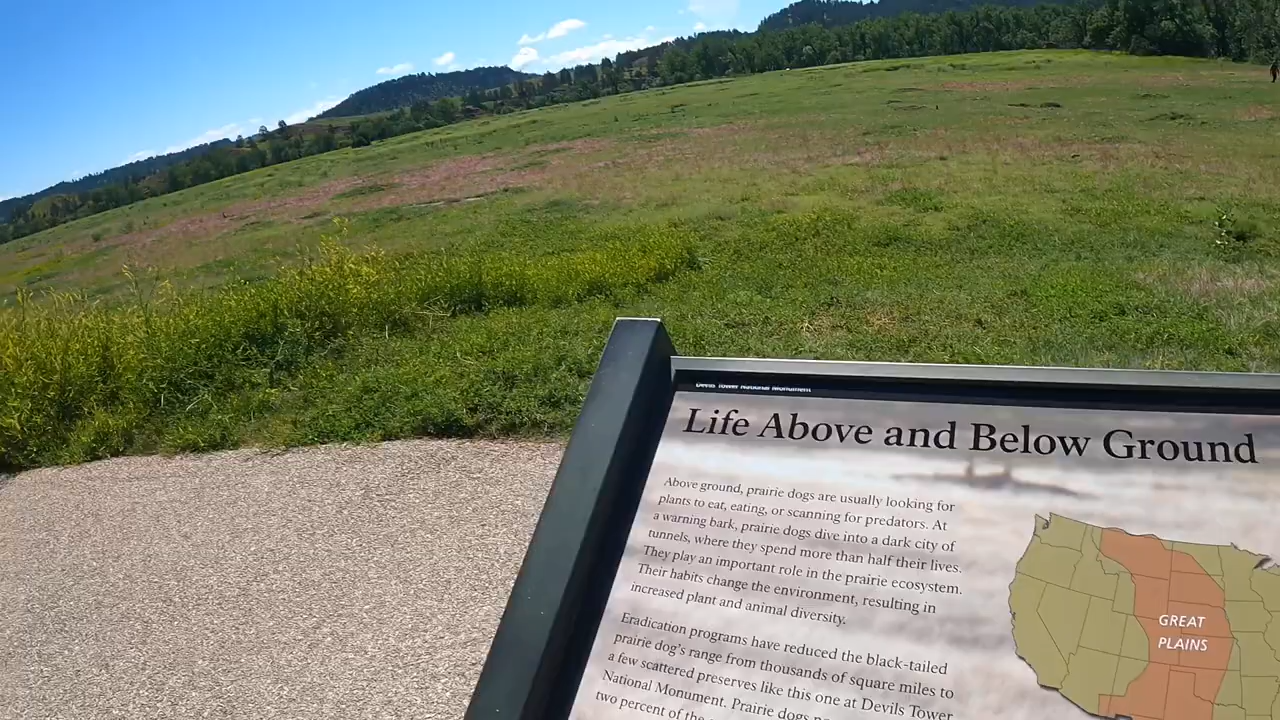 Devils Tower National Monument
Life Above and Below Ground
Above ground, prairie dogs are usually looking for
plants to eat, eating, or scanning for predators. At
a warning bark, prairie dogs dive into a dark city of
tunnels, where they spend more than half their lives.
They play an important role in the prairie ecosystem.
Their habits change the environment, resulting in
increased plant and animal diversity.
Eradication programs have reduced the black-tailed
prairie dog's range from thousands of square miles to
a few scattered preserves like this one at Devils Tower
National Monument. Prairie dogs
two percent of the
GREAT
PLAINS